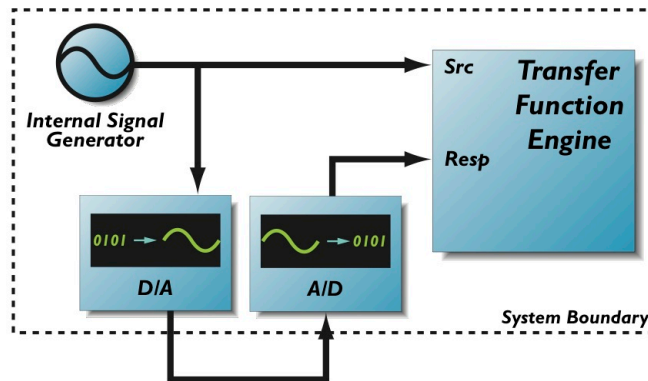 Internal Signal
Generator
Src
Transfer
Function
Engine
Resp
0101
D/A
0101
A/D
System Boundary